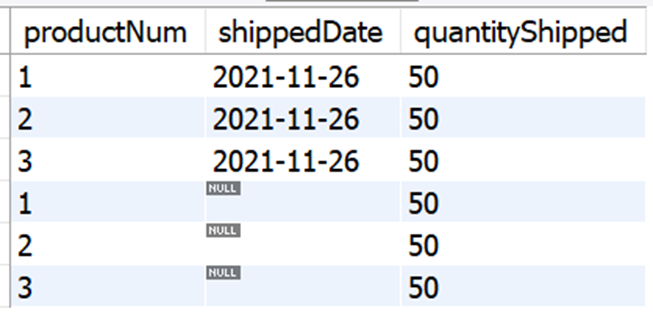 productNum shippedDate quantityShipped
1 2021-11-26 50
2 2021-11-26 50
3 2021-11-26 50
1 NULL 50
2 NULL 50
3 NULL 50